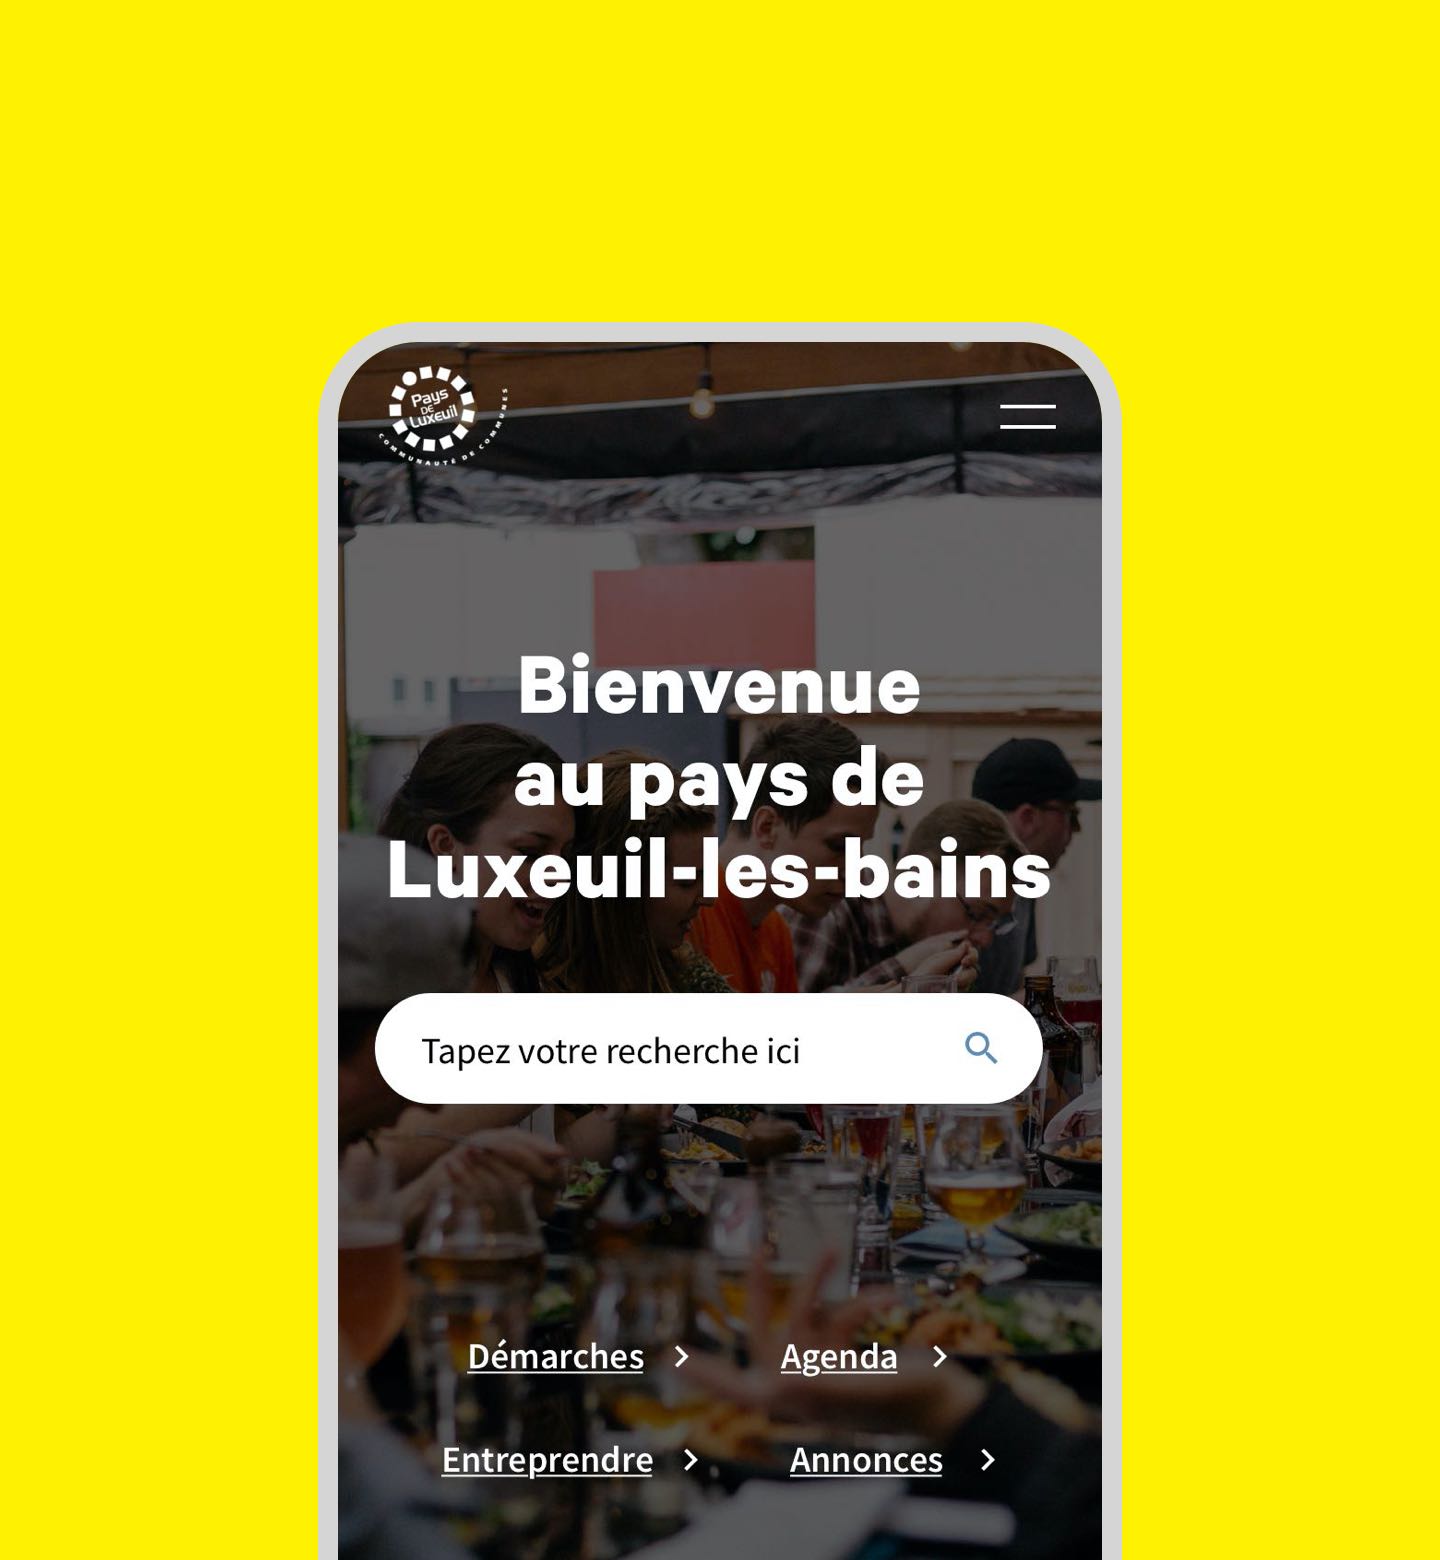 Pays
DE
Luxeuil
COMMUNAUTÉ DE COMMUNES
Bienvenue
au pays de
Luxeuil-les-bains
Tapez votre recherche ici
Démarches
Agenda
Entreprendre
Annonces